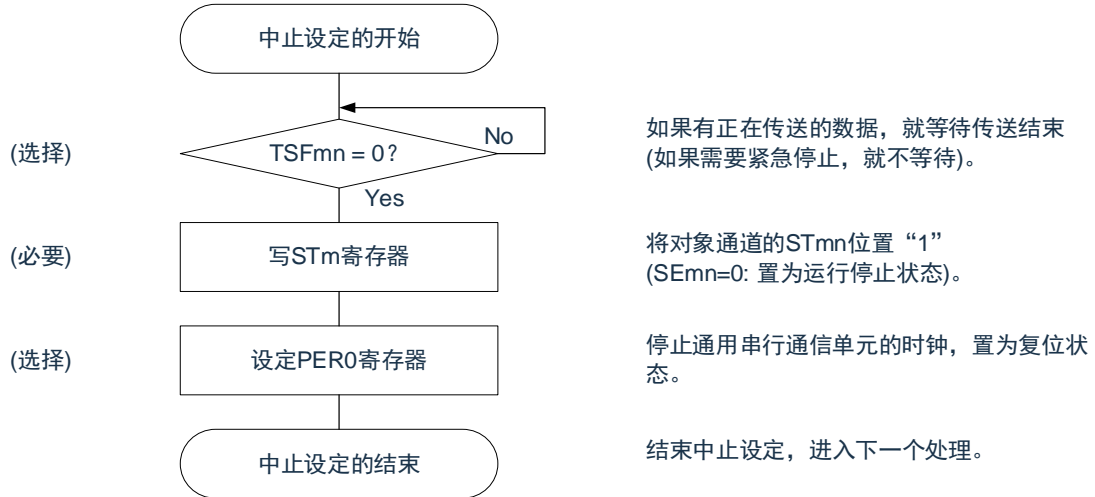 中止设定的开始
No
如果有正在传送的数据，就等待传送结束
(选择)
TSFmn = 0？
(如果需要紧急停止，就不等待)。
Yes
将对象通道的STmn位置“1”
(必要)
写STm寄存器
(SEmn=0: 置为运行停止状态)。
停止通用串行通信单元的时钟，置为复位状
(选择)
设定PER0寄存器
态。
中止设定的结束
结束中止设定，进入下一个处理。